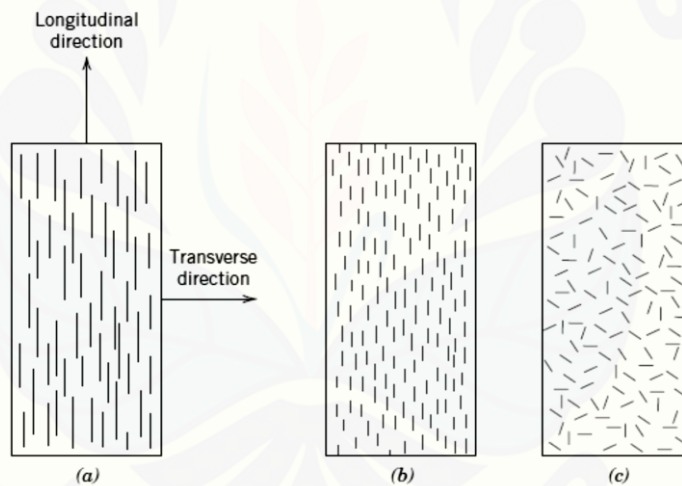 Longitudinal
direction
Transverse
direction
(a)
(b)
(c)